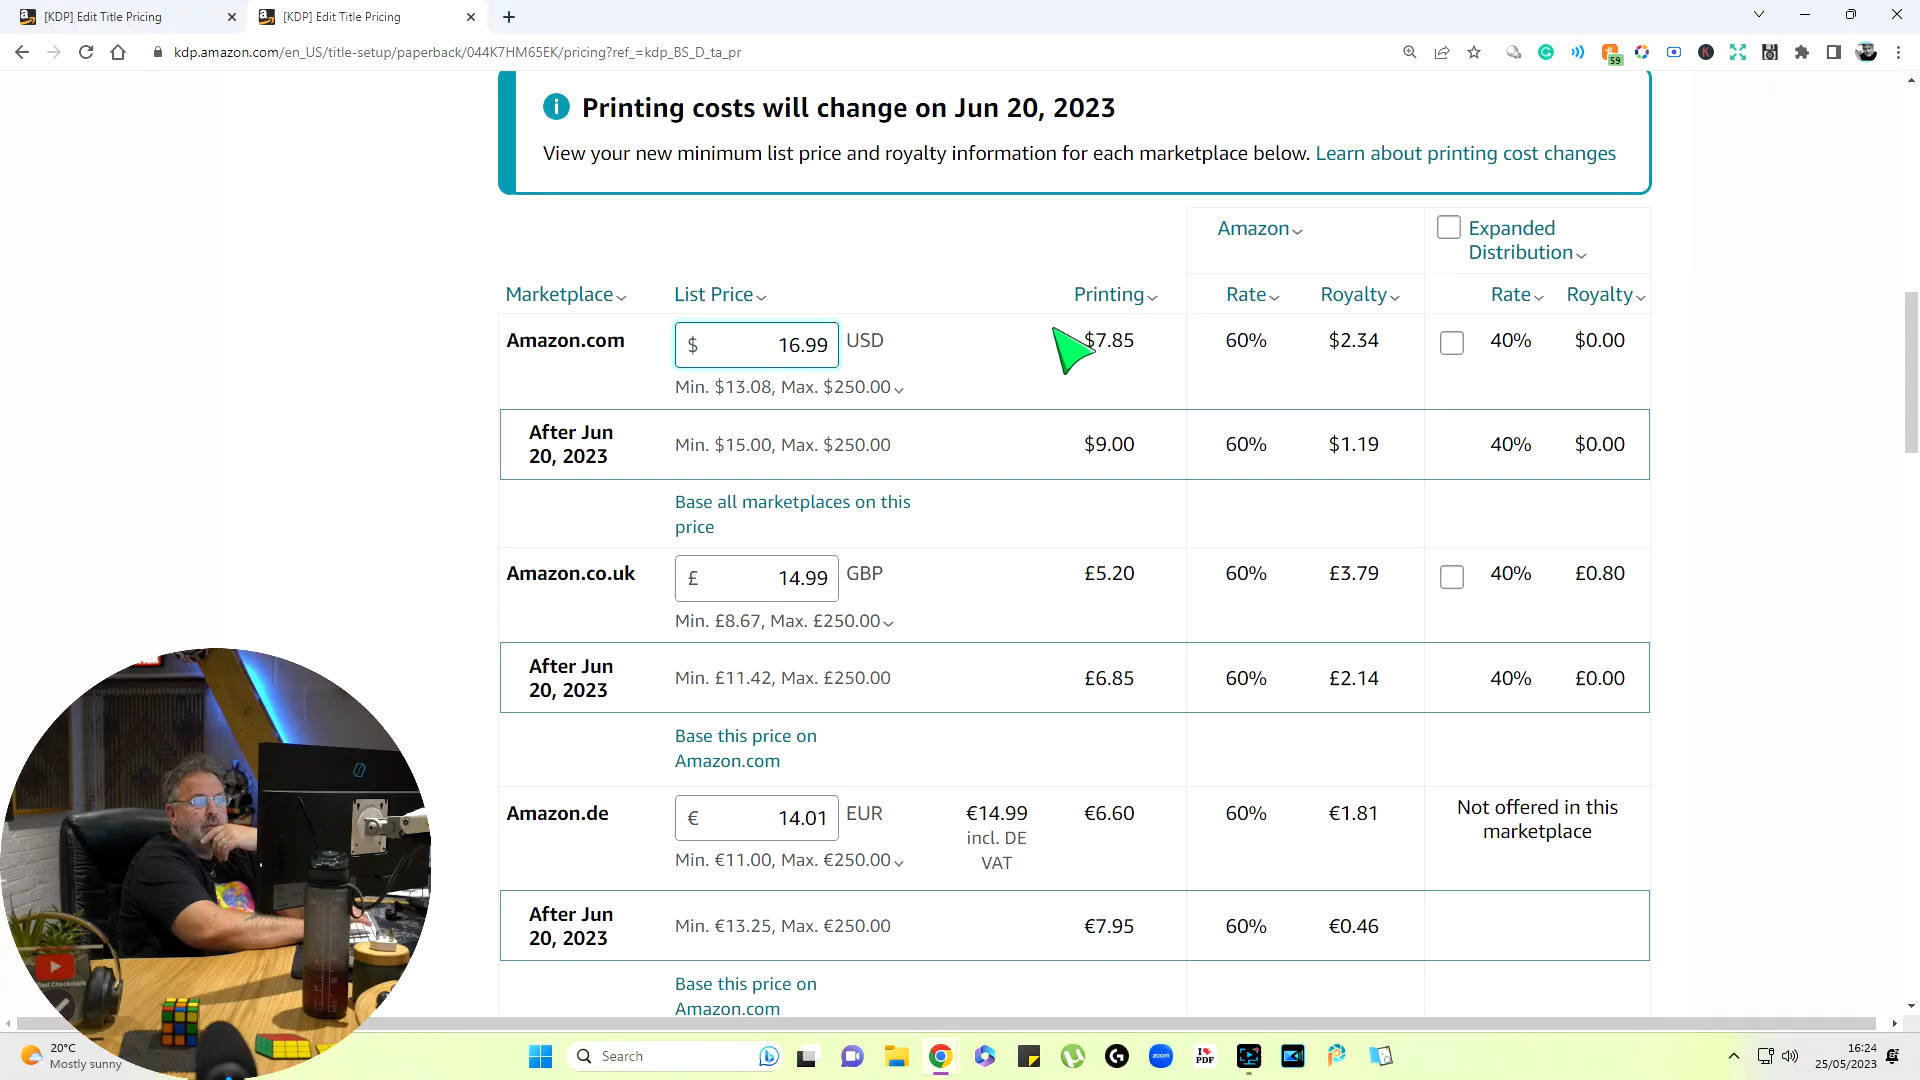 [KDP] Edit Title Pricing
[KDP] Edit Title Pricing
kdp.amazon.com/en_US/title-setup/paperback/044K7HM65EK/pricing?ref_=kdp_BS_D_ta_pr
59
Printing costs will change on Jun 20, 2023
View your new minimum list price and royalty information for each marketplace below. Learn about printing cost changes
Amazon
Expanded
Distribution
Marketplace List Price Printing Rate Royalty Rate Royalty
Amazon.com $ 16.99 USD $7.85 60% $2.34 40% $0.00
Min. $13.08, Max. $250.00
After Jun
20, 2023
Min. $15.00, Max. $250.00 $9.00 60% $1.19 40% $0.00
Base all marketplaces on this
price
Amazon.co.uk £ 14.99 GBP £5.20 60% £3.79 40% £0.80
Min. £8.67, Max. £250.00
After Jun
20, 2023
Min. £11.42, Max. £250.00 £6.85 60% £2.14 40% £0.00
Base this price on
Amazon.com
Amazon.de € 14.01 EUR €14.99 €6.60 60% €1.81
incl. DE
VAT
Not offered in this
marketplace
Min. €11.00, Max. €250.00
After Jun
20, 2023
Min. €13.25, Max. €250.00 €7.95 60% €0.46
Base this price on
Amazon.com
20°C
Mostly sunny
Search
zoom
I PDF
16:24
25/05/2023